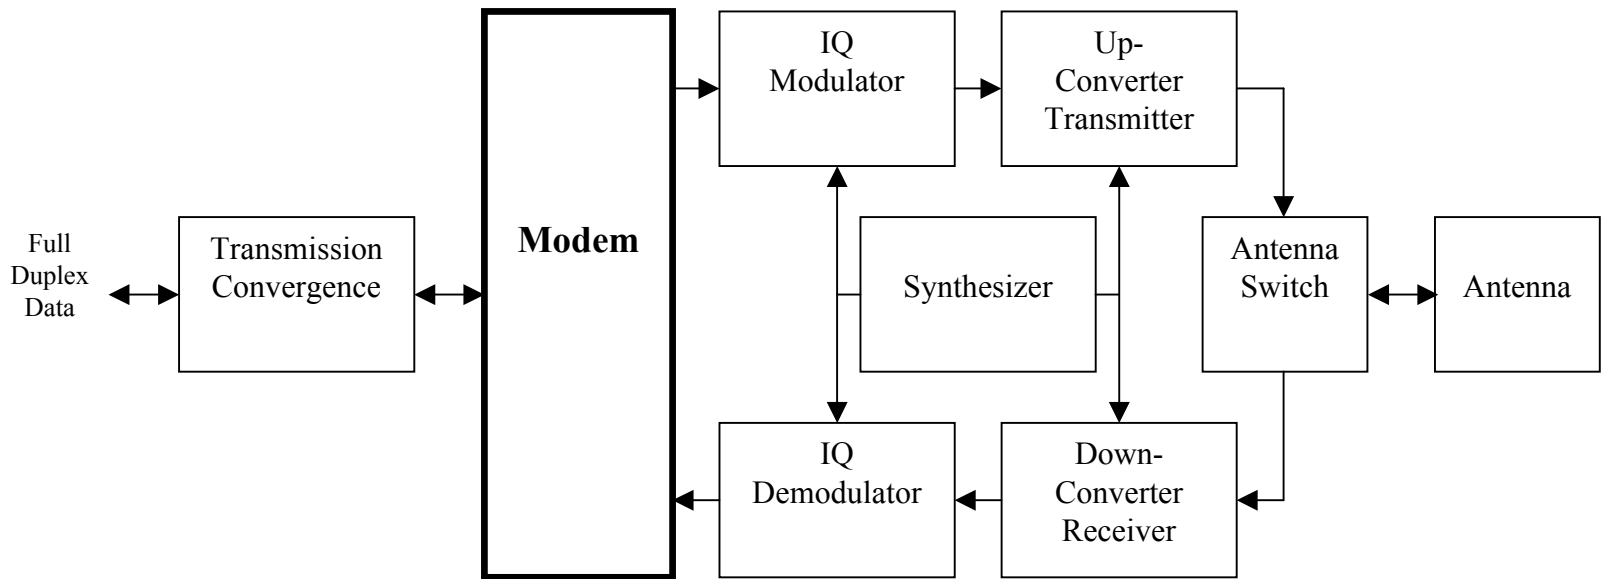 Full
Duplex
Data
Transmission
Convergence
Modem
IQ
Modulator
Up-
Converter
Transmitter
Synthesizer
Antenna
Switch
Antenna
IQ
Demodulator
Down-
Converter
Receiver